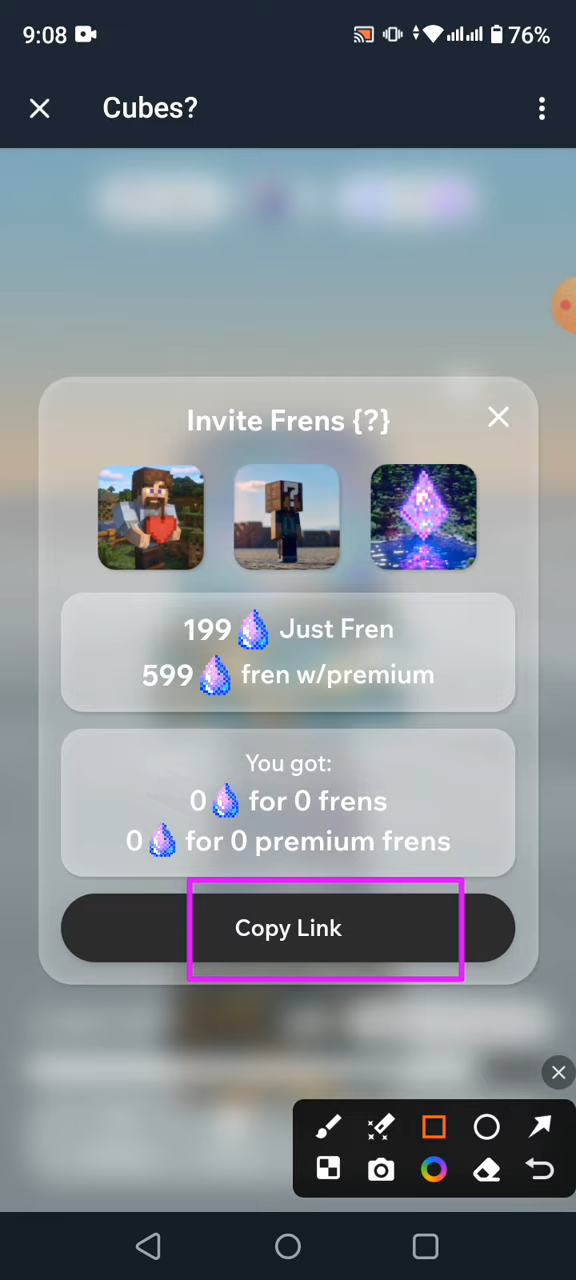 9:08
76%
Cubes?
Invite Frens {?}
?
199 Just Fren
599 fren w/premium
You got:
0 for 0 frens
0 for 0 premium frens
Copy Link